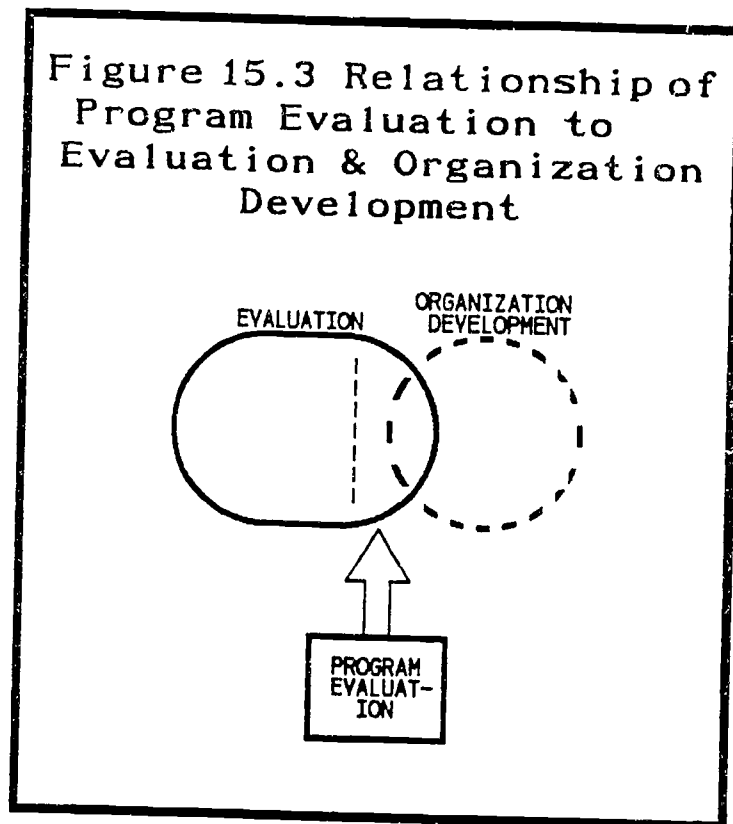 Figure 15.3 Relationship of
Program Evaluation to
Evaluation & Organization
Development
EVALUATION
ORGANIZATION
DEVELOPMENT
PROGRAM
EVALUAT-
ION